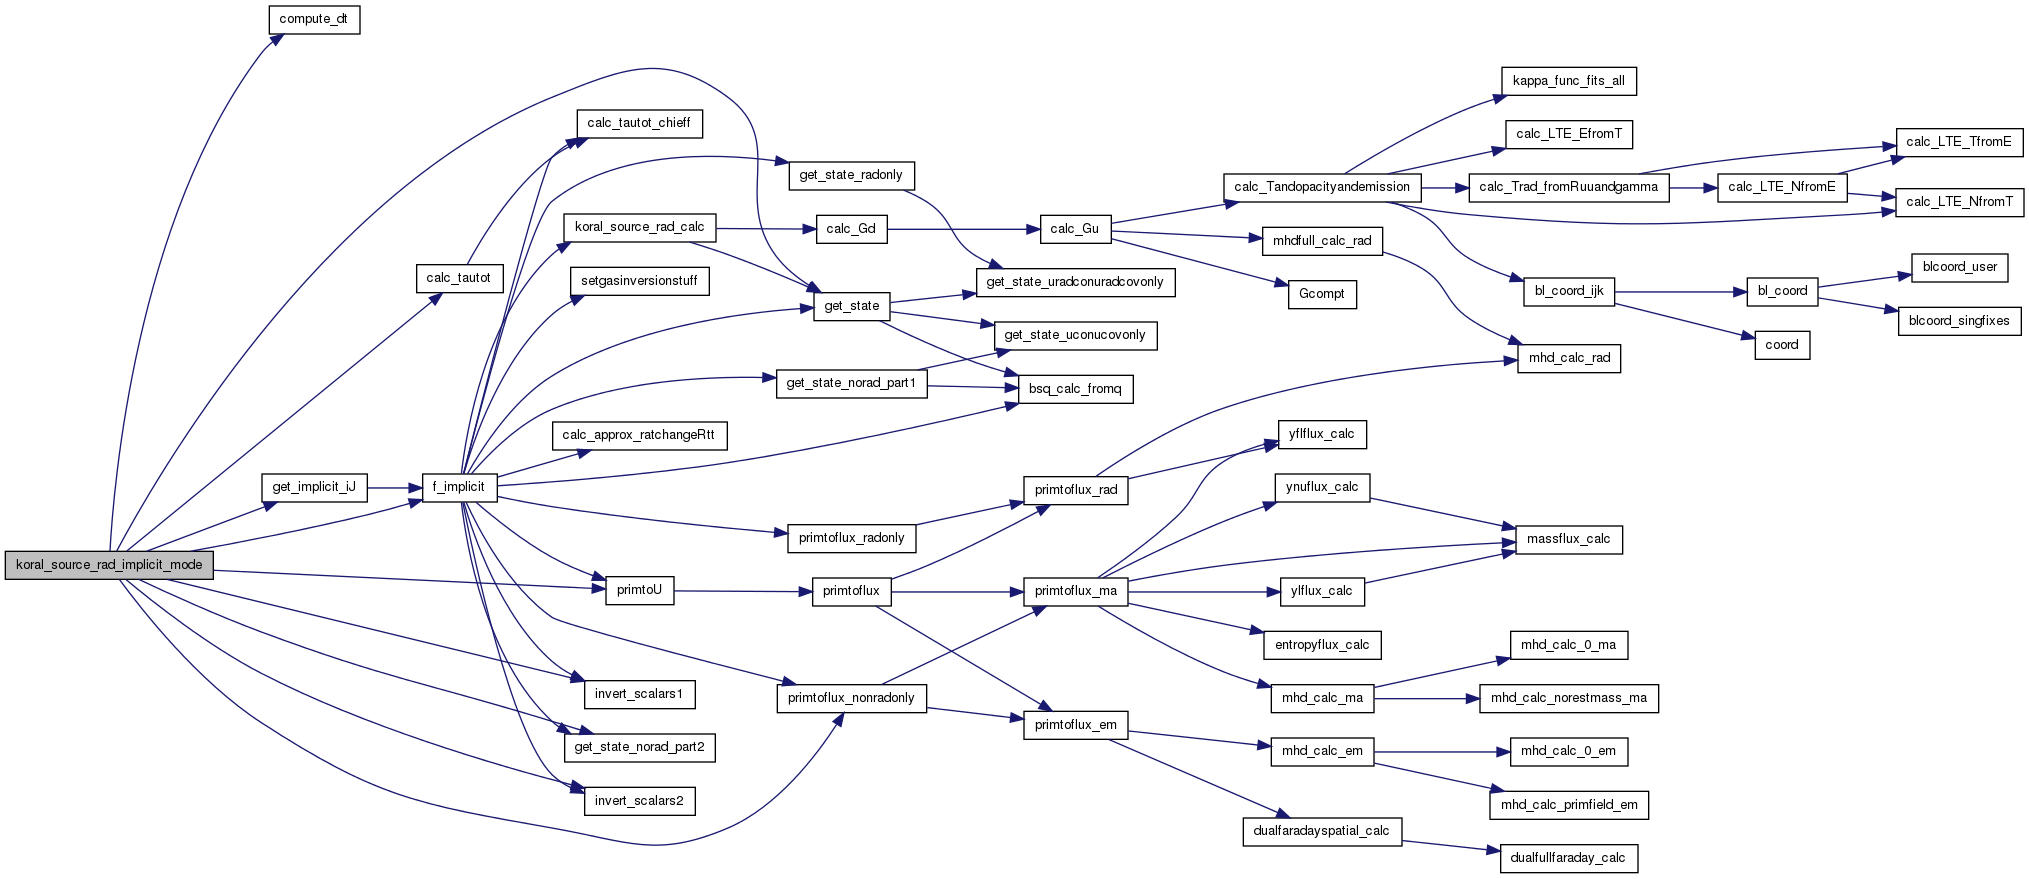 compute_dt
kappa_func_fits_all
calc_tautot_chieff
calc_LTE_EfromT
calc_LTE_TfromE
get_state_radonly
calc_Tandopacityandemission
calc_Trad_fromRuuandgamma
calc_LTE_NfromE
calc_LTE_NfromT
koral_source_rad_calc
calc_Gd
calc_Gu
mhdfull_calc_rad
calc_tautot
setgasinversionstuff
get_state_uradconuradcovonly
Gcompt
bl_coord_ijk
bl_coord
blcoord_user
blcoord_singfixes
get_state
get_state_uconucovonly
coord
mhd_calc_rad
get_state_norad_part1
bsq_calc_fromq
calc_approx_ratchangeRtt
yflflux_calc
get_implicit_iJ
f_implicit
primtoflux_rad
ynuflux_calc
primtoflux_radonly
massflux_calc
koral_source_rad_implicit_mode
primtoU
primtoflux
primtoflux_ma
ylflux_calc
entropyflux_calc
mhd_calc_0_ma
invert_scalars1
primtoflux_nonradonly
mhd_calc_ma
mhd_calc_norestmass_ma
get_state_norad_part2
primtoflux_em
mhd_calc_em
mhd_calc_0_em
invert_scalars2
mhd_calc_primfield_em
dualfaradayspatial_calc
dualfullfaraday_calc